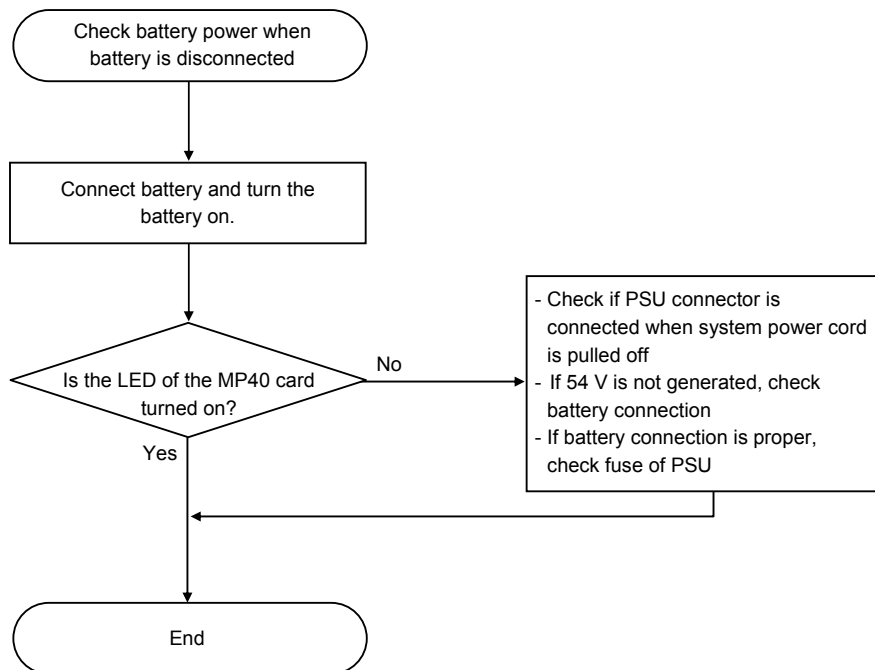 Check battery power when
battery is disconnected
Connect battery and turn the
battery on.
Is the LED of the MP40 card
turned on?
No
Yes
- Check if PSU connector is
connected when system power cord
is pulled off
- If 54 V is not generated, check
battery connection
- If battery connection is proper,
check fuse of PSU
End